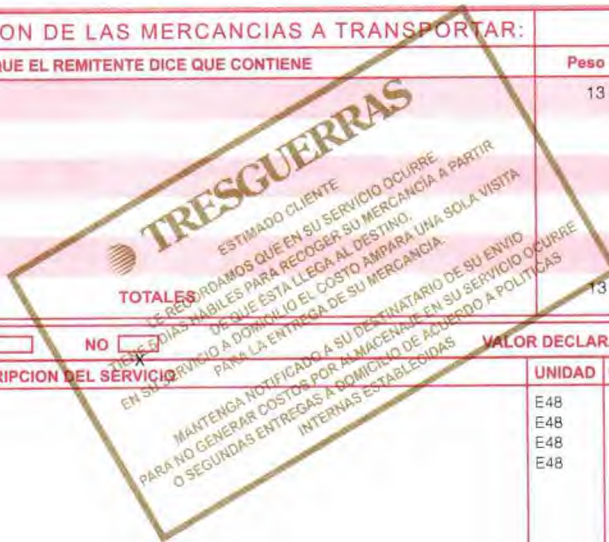 ON DE LAS MERCANCIAS A TRANSPORTAR:
QUE EL REMITENTE DICE QUE CONTIENE Peso
13
TRESGUERRAS
ESTIMADO CLIENTE
LE RECORDAMOS QUE EN SU SERVICIO OCURRE
TIENE 5 DIAS HÁBILES PARA RECOGER SU MERCANCÍA A PARTIR
DE QUE ESTA LLEGA AL DESTINO.
EN SU SERVICIO A DOMICILIO EL COSTO AMPARA UNA SOLA VISITA
PARA LA ENTREGA DE SU MERCANCIA.
MANTENGA NOTIFICADO A SU DESTINATARIO DE SU ENVIO
PARA NO GENERAR COSTOS POR ALMACENAJE EN SU SERVICIO OCURRE
O SEGUNDAS ENTREGAS A DOMICILIO DE ACUERDO A POLITICAS
INTERNAS ESTABLECIDAS
TOTALES 13
NO X VALOR DECLARA
RIPCION DEL SERVICIO UNIDAD
E48
E48
E48
E48